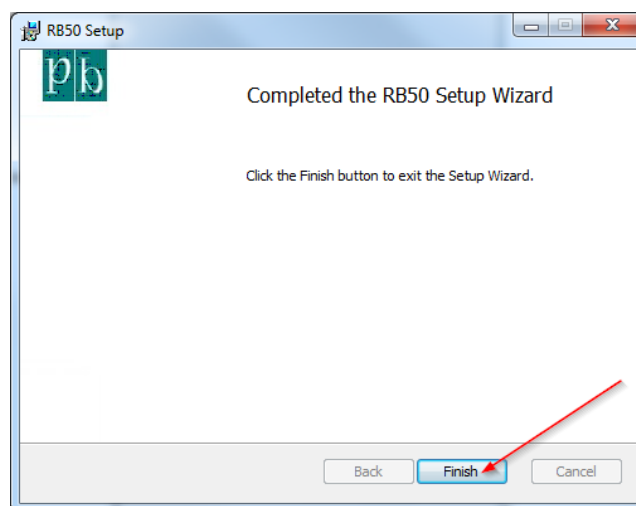 RB50 Setup
pb
Completed the RB50 Setup Wizard
Click the Finish button to exit the Setup Wizard.
Back
Finish
Cancel